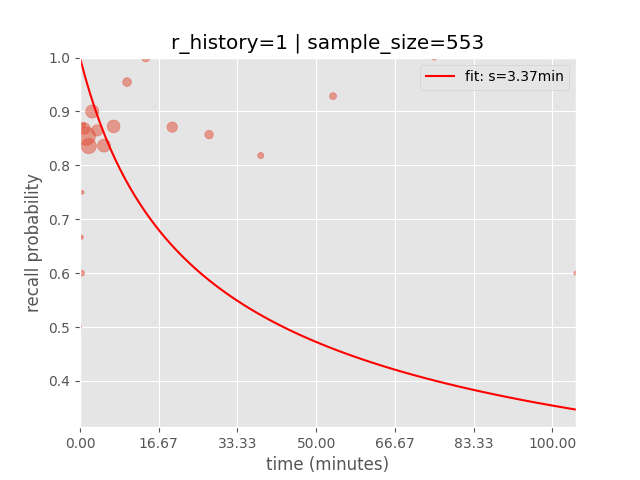 r_history=1 | sample_size=553
fit: s=3.37min
1.0
0.9
0.8
0.7
0.6
0.5
0.4
recall probability
0.00 16.67 33.33 50.00 66.67 83.33 100.00
time (minutes)